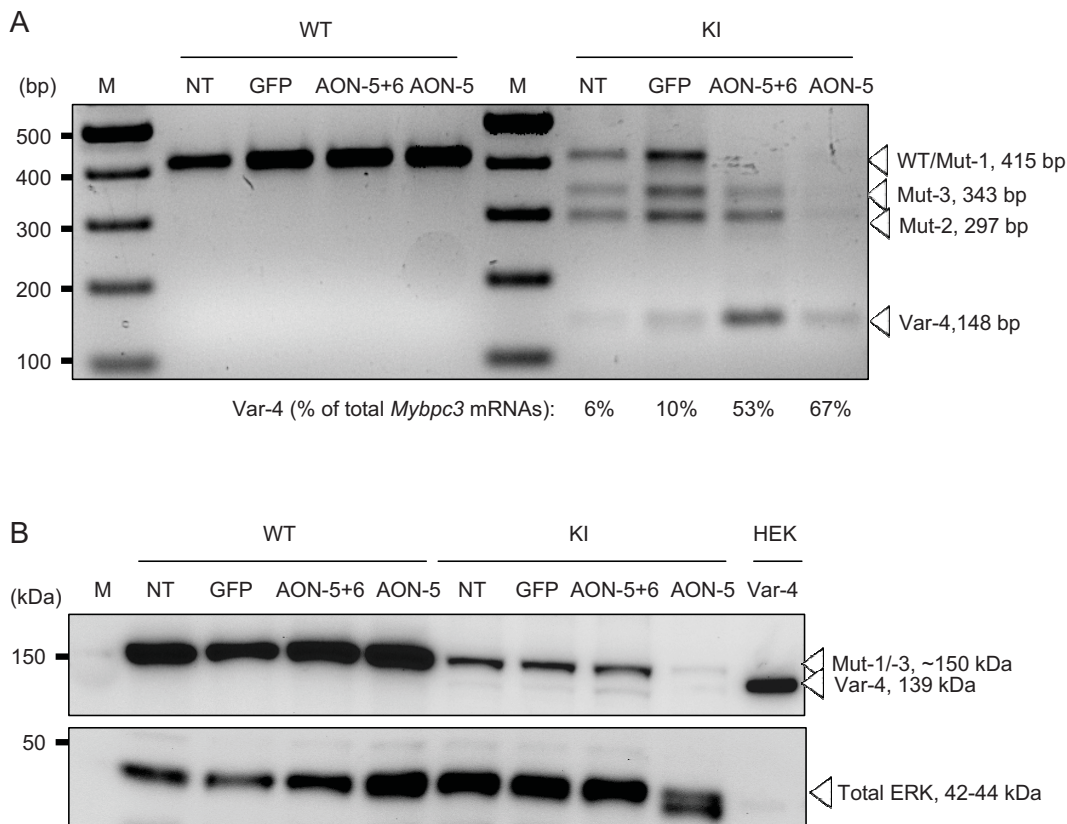 A
WT KI
(bp) M NT GFP AON-5+6 AON-5 M NT GFP AON-5+6 AON-5
500
400
300
200
100
WT/Mut-1, 415 bp
Mut-3, 343 bp
Mut-2, 297 bp
Var-4,148 bp
Var-4 (% of total Mybpc3 mRNAs): 6% 10% 53% 67%
B
WT KI HEK
(kDa) M NT GFP AON-5+6 AON-5 NT GFP AON-5+6 AON-5 Var-4
150
Mut-1/-3, ~150 kDa
Var-4, 139 kDa
50
Total ERK, 42-44 kDa